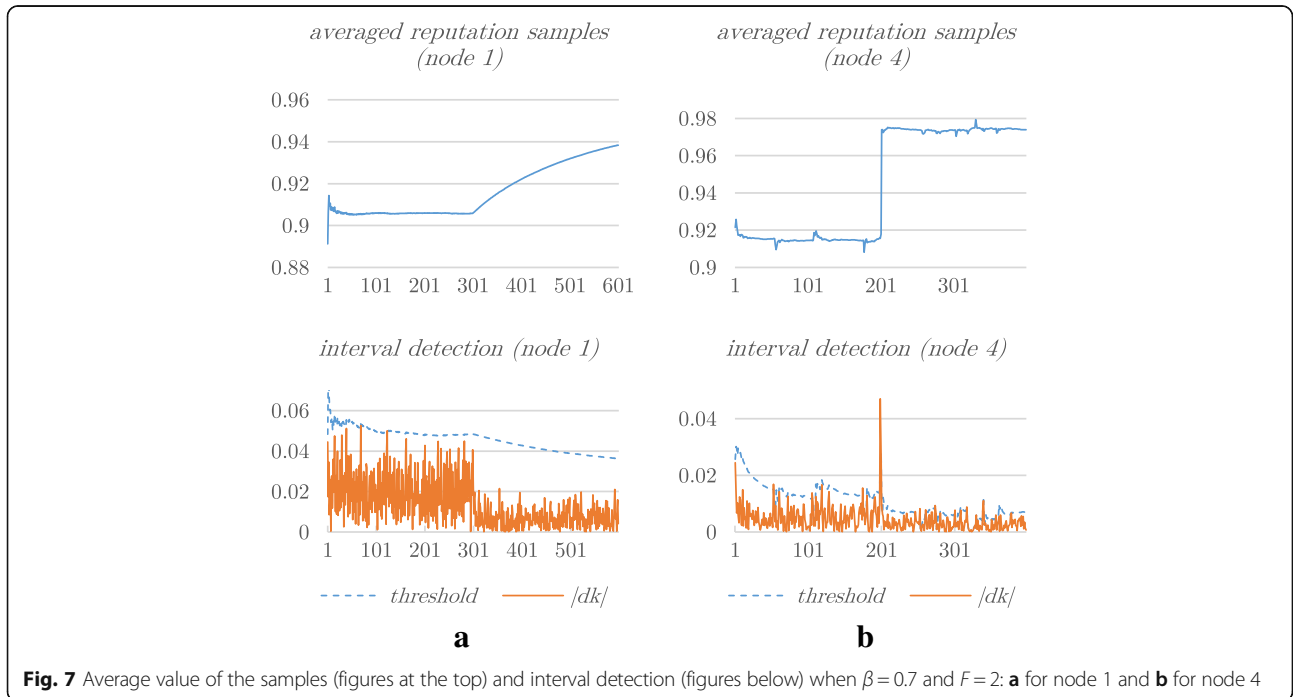 averaged reputation samples
(node 1)
0.96
0.94
0.92
0.9
0.88
1 101 201 301 401 501 601
interval detection (node 1)
0.06
0.04
0.02
0
1 101 201 301 401 501
threshold |dk|
a
averaged reputation samples
(node 4)
0.98
0.96
0.94
0.92
0.9
1 101 201 301
interval detection (node 4)
0.04
0.02
0
1 101 201 301
threshold |dk|
b
Fig. 7 Average value of the samples (figures at the top) and interval detection (figures below) when β = 0.7 and F = 2: a for node 1 and b for node 4